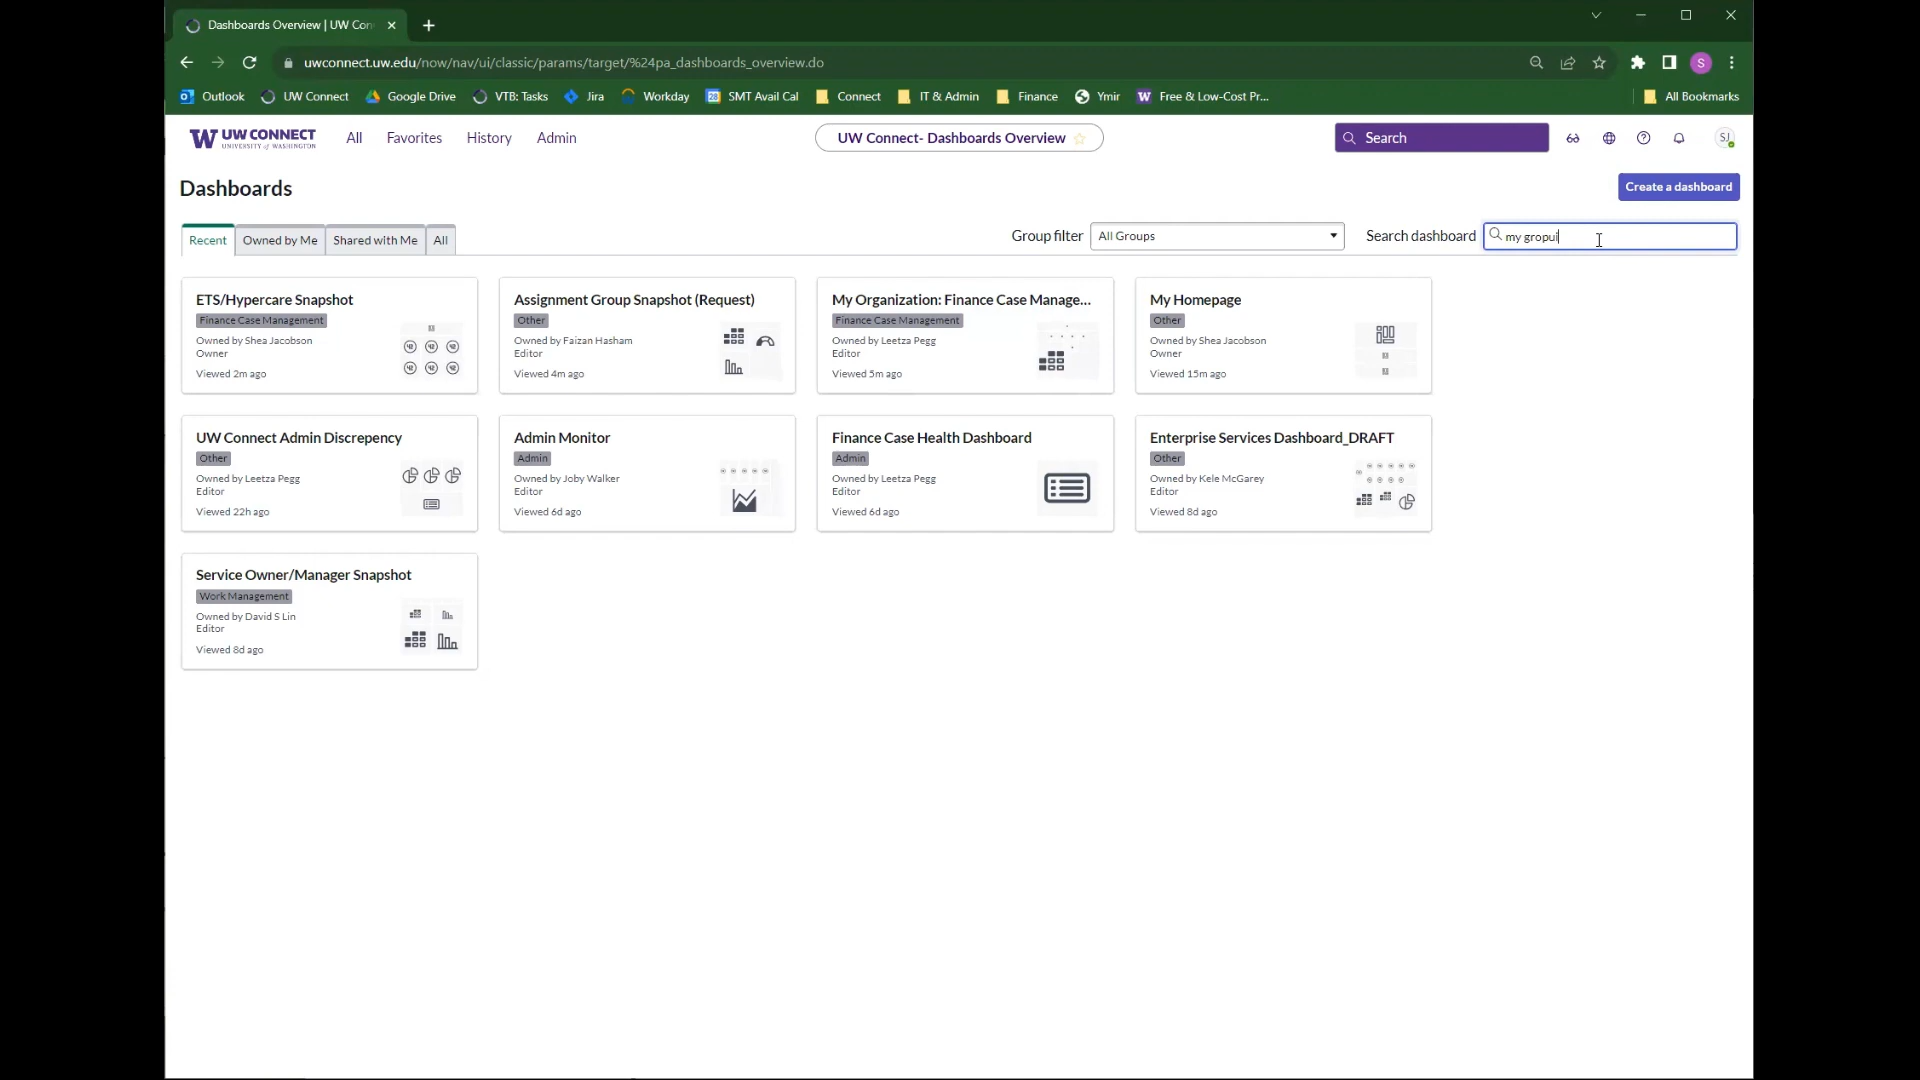 Dashboards Overview | UW Con
uwconnect.uw.edu/now/nav/ui/classic/params/target/%24pa_dashboards_overview.do
S
Outlook UW Connect Google Drive VTB: Tasks Jira Workday 28 SMT Avail Cal Connect IT & Admin Finance Ymir W Free & Low-Cost Pr... All Bookmarks
W UW CONNECT
UNIVERSITY of WASHINGTON
All Favorites History Admin
UW Connect- Dashboards Overview
Search
SJ
Dashboards
Create a dashboard
Recent Owned by Me Shared with Me All
Group filter All Groups
Search dashboard my gropui
ETS/Hypercare Snapshot
Finance Case Management
Owned by Shea Jacobson
Owner
Viewed 2m ago
Assignment Group Snapshot (Request)
Other
Owned by Faizan Hasham
Editor
Viewed 4m ago
My Organization: Finance Case Manage...
Finance Case Management
Owned by Leetza Pegg
Editor
Viewed 5m ago
My Homepage
Other
Owned by Shea Jacobson
Owner
Viewed 15m ago
UW Connect Admin Discrepency
Other
Owned by Leetza Pegg
Editor
Viewed 22h ago
Admin Monitor
Admin
Owned by Joby Walker
Editor
Viewed 6d ago
Finance Case Health Dashboard
Admin
Owned by Leetza Pegg
Editor
Viewed 6d ago
Enterprise Services Dashboard_DRAFT
Other
Owned by Kele McGarey
Editor
Viewed 8d ago
Service Owner/Manager Snapshot
Work Management
Owned by David S Lin
Editor
Viewed 8d ago